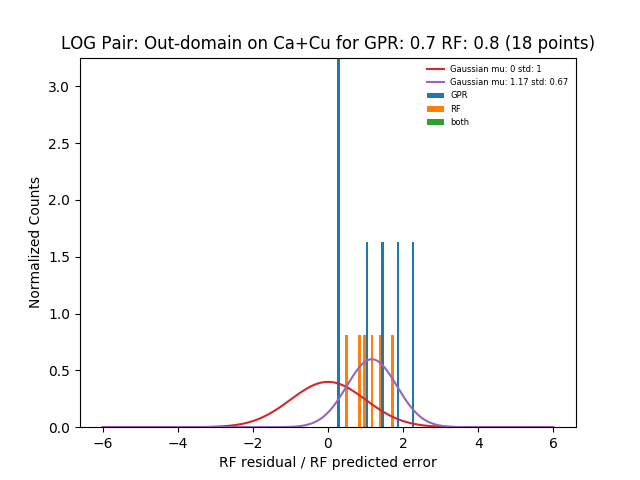 LOG Pair: Out-domain on Ca+Cu for GPR: 0.7 RF: 0.8 (18 points)
Gaussian mu: 0 std: 1
Gaussian mu: 1.17 std: 0.67
GPR
RF
both
Normalized Counts
3.0
2.5
2.0
1.5
1.0
0.5
0.0
−6 −4 −2 0 2 4 6
RF residual / RF predicted error